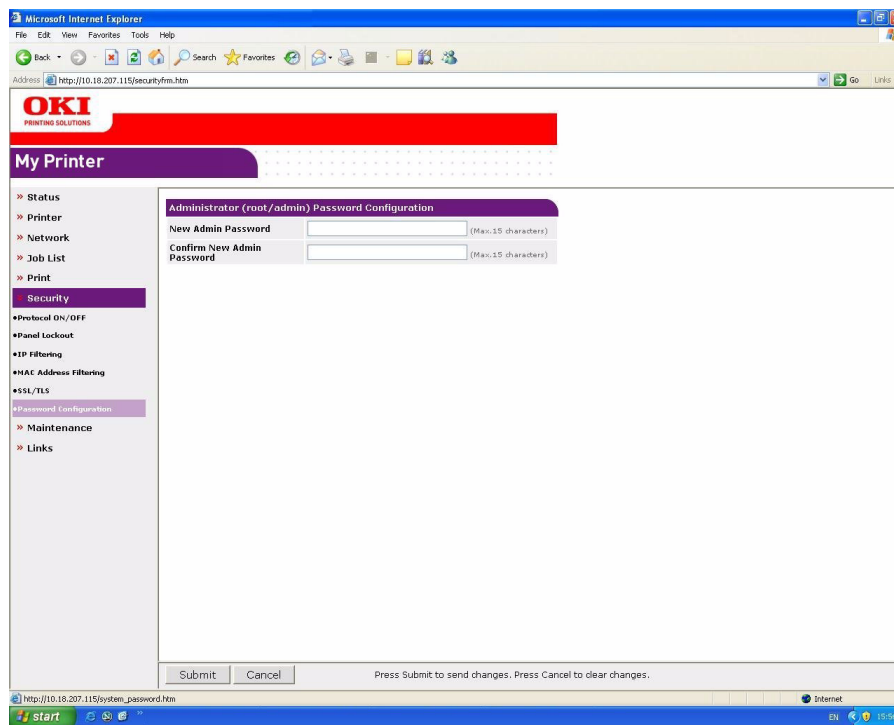 Microsoft Internet Explorer
File Edit View Favorites Tools Help
Back Search Favorites
Address http://10.18.207.115/securityfrm.htm Go Links
OKI
PRINTING SOLUTIONS
My Printer
» Status
» Printer
» Network
» Job List
» Print
» Security
•Protocol ON/OFF
•Panel Lockout
•IP Filtering
•MAC Address Filtering
•SSL/TLS
•Password Configuration
» Maintenance
» Links
Administrator (root/admin) Password Configuration
New Admin Password (Max.15 characters)
Confirm New Admin
Password (Max.15 characters)
Submit Cancel Press Submit to send changes. Press Cancel to clear changes.
http://10.18.207.115/system_password.htm Internet
start » EN